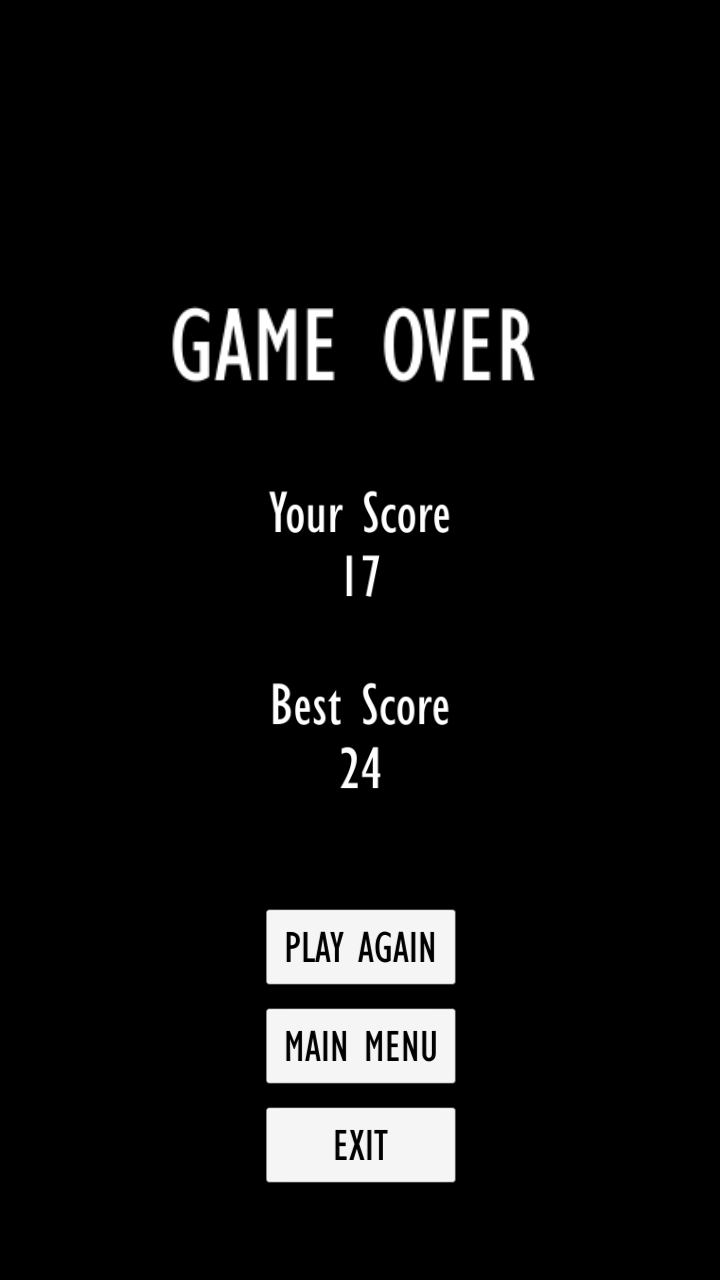 GAME OVER
Your Score
17
Best Score
24
PLAY AGAIN
MAIN MENU
EXIT